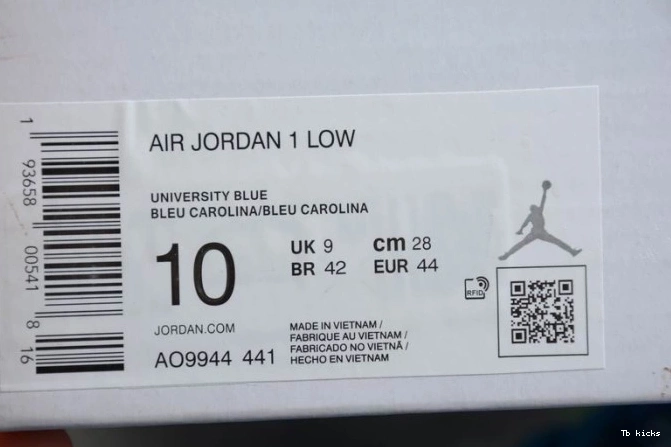 AIR JORDAN 1 LOW
UNIVERSITY BLUE
BLEU CAROLINA/BLEU CAROLINA
10
UK 9
cm 28
BR 42
EUR 44
RFID
JORDAN.COM
AO9944 441
MADE IN VIETNAM /
FABRIQUE AU VIETNAM /
FABRICADO NO VIETNÃ /
HECHO EN VIETNAM
1 93658 00541 8 16
Tb kicks